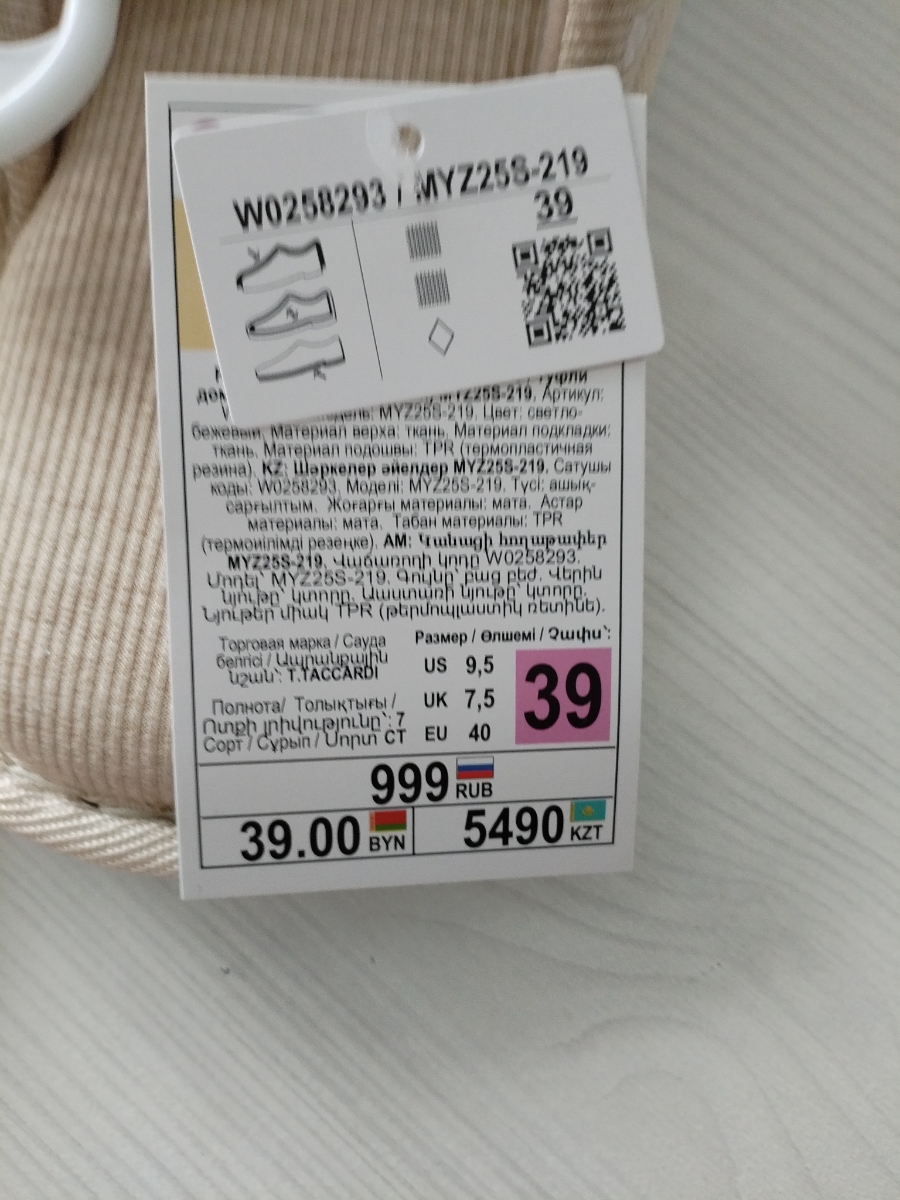 W0258293 / MYZ25S-219
39
туфли
MYZ25S-219, Артикул:
MYZ25S-219, Цвет: светло-
бежевый, Материал верха: ткань, Материал подкладки:
ткань, Материал подошвы: TPR (термопластичная
резина). KZ: Шәркелер әйелдер MYZ25S-219, Сатушы
коды: W0258293, Моделі: MYZ25S-219, Түсі: ашық-
сарғылтым. Жоғарғы материалы: мата. Астар
материалы: мата. Табан материалы: TPR
(термоиілімді резеңке). AM: Կանացի հողաթափեր
MYZ25S-219, Վաճառողի կոդը W0258293.
Մոդել՝ MYZ25S-219, Գույնը՝ բաց բեժ. Վերին
նյութը՝ կտորը. Աստառի նյութը՝ կտորը.
Նյութեր միակ TPR (թերմոպլաստիկ ռետինե).
Торговая марка / Сауда
белгісі / Ապրանքային
նշան՝: T.TACCARDI
Полнота/ Толықтығы /
Ոտքի լրիվությունը՝: 7
Сорт / Сұрып / Սորտ СТ
Размер / Өлшемі / Չափս՝:
US 9,5
UK 7,5
EU 40
39
999 RUB
39.00 BYN
5490 KZT